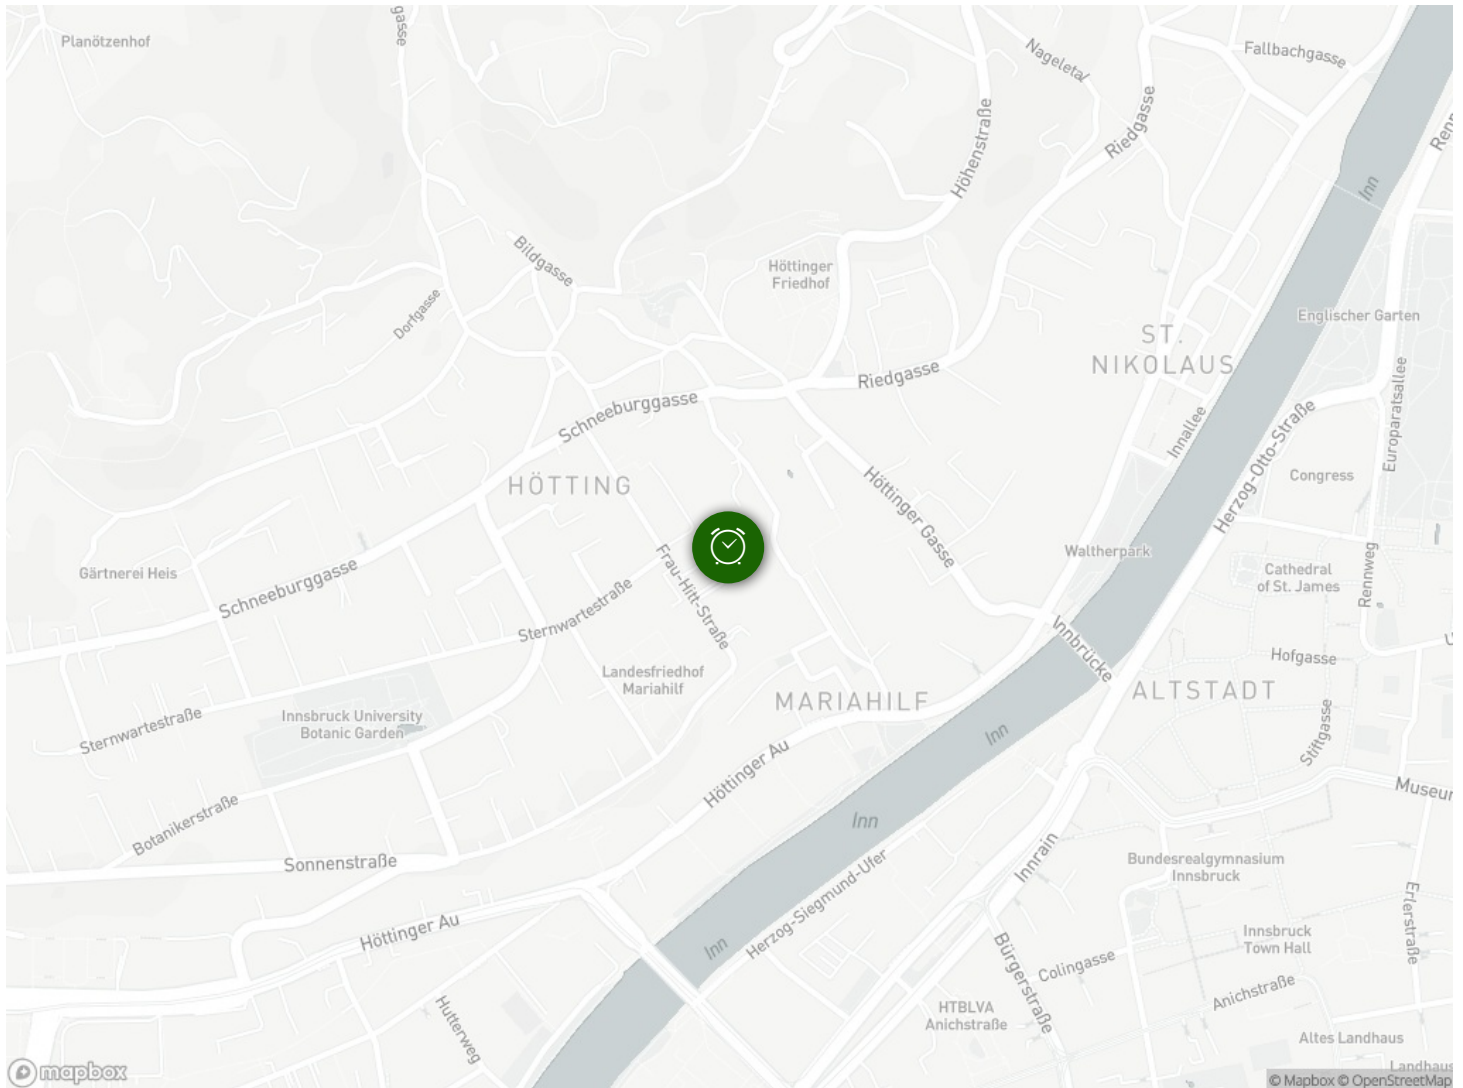 gasse
Planötzenhof
Nageletal
Fallbachgasse
Riedgasse
Höhenstraße
Inn
Bildgasse
Höttinger
Friedhof
Dorfgasse
Englischer Garten
ST.
NIKOLAUS
Riedgasse
Europaratsallee
Schneeburggasse
Innallee
Herzog-Otto-Straße
Congress
HÖTTING
Höttinger Gasse
Waltherpark
Cathedral
of St. James
Rennweg
Gärtnerei Heis
Schneeburggasse
Sternwartestraße
Frau-Hitt-Straße
Innbrücke
Hofgasse
Landesfriedhof
Mariahilf
MARIAHILF
ALTSTADT
Sternwartestraße
Innsbruck University
Botanic Garden
Inn
Stiftgasse
Höttinger Au
Museur
Botanikerstraße
Inn
Sonnenstraße
Herzog-Siegmund-Ufer
Innrain
Bundesrealgymnasium
Innsbruck
Erlerstraße
Höttinger Au
Inn
Bürgerstraße
Innsbruck
Town Hall
Colingasse
Anichstraße
Hutterweg
HTBLVA
Anichstraße
Altes Landhaus
Landhaus
mapbox
© Mapbox © OpenStreetMap